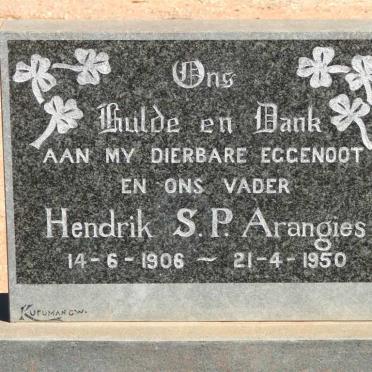 Ons
Hulde en Dank
AAN MY DIERBARE EGGENOOT
EN ONS VADER
Hendrik S.P. Arangies
14-6-1906 ~ 21-4-1950